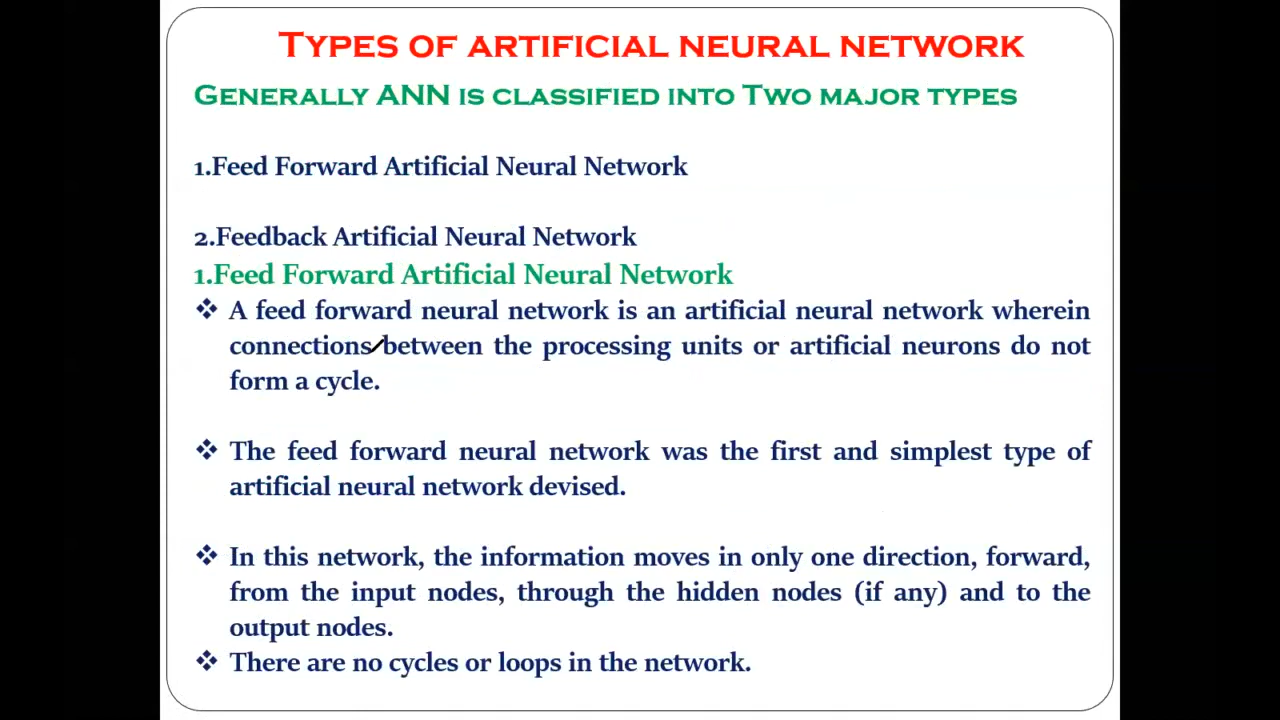 TYPES OF ARTIFICIAL NEURAL NETWORK
GENERALLY ANN IS CLASSIFIED INTO TWO MAJOR TYPES
1.Feed Forward Artificial Neural Network
2.Feedback Artificial Neural Network
1.Feed Forward Artificial Neural Network
❖ A feed forward neural network is an artificial neural network wherein
connections between the processing units or artificial neurons do not
form a cycle.
❖ The feed forward neural network was the first and simplest type of
artificial neural network devised.
❖ In this network, the information moves in only one direction, forward,
from the input nodes, through the hidden nodes (if any) and to the
output nodes.
❖ There are no cycles or loops in the network.